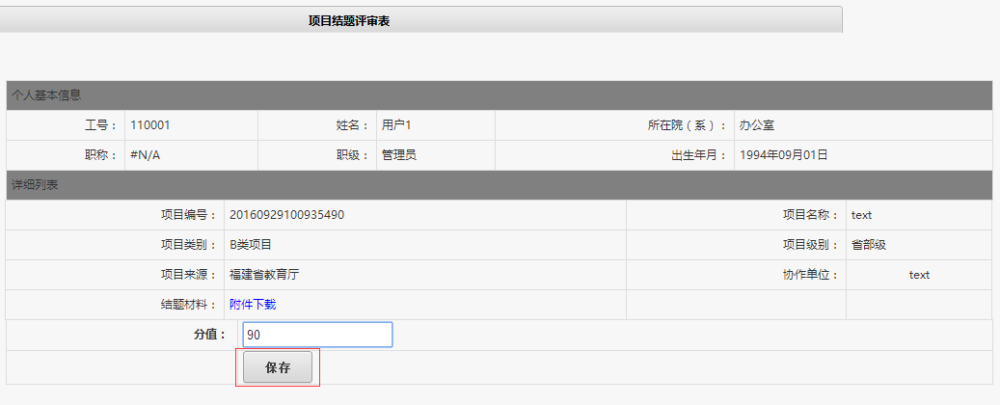 项目结题评审表
个人基本信息
工号： 110001 姓名： 用户1 所在院（系）： 办公室
职称： #N/A 职级： 管理员 出生年月： 1994年09月01日
详细列表
项目编号： 20160929100935490 项目名称： text
项目类别： B类项目 项目级别： 省部级
项目来源： 福建省教育厅 协作单位： text
结题材料： 附件下载
分值： 90
保存